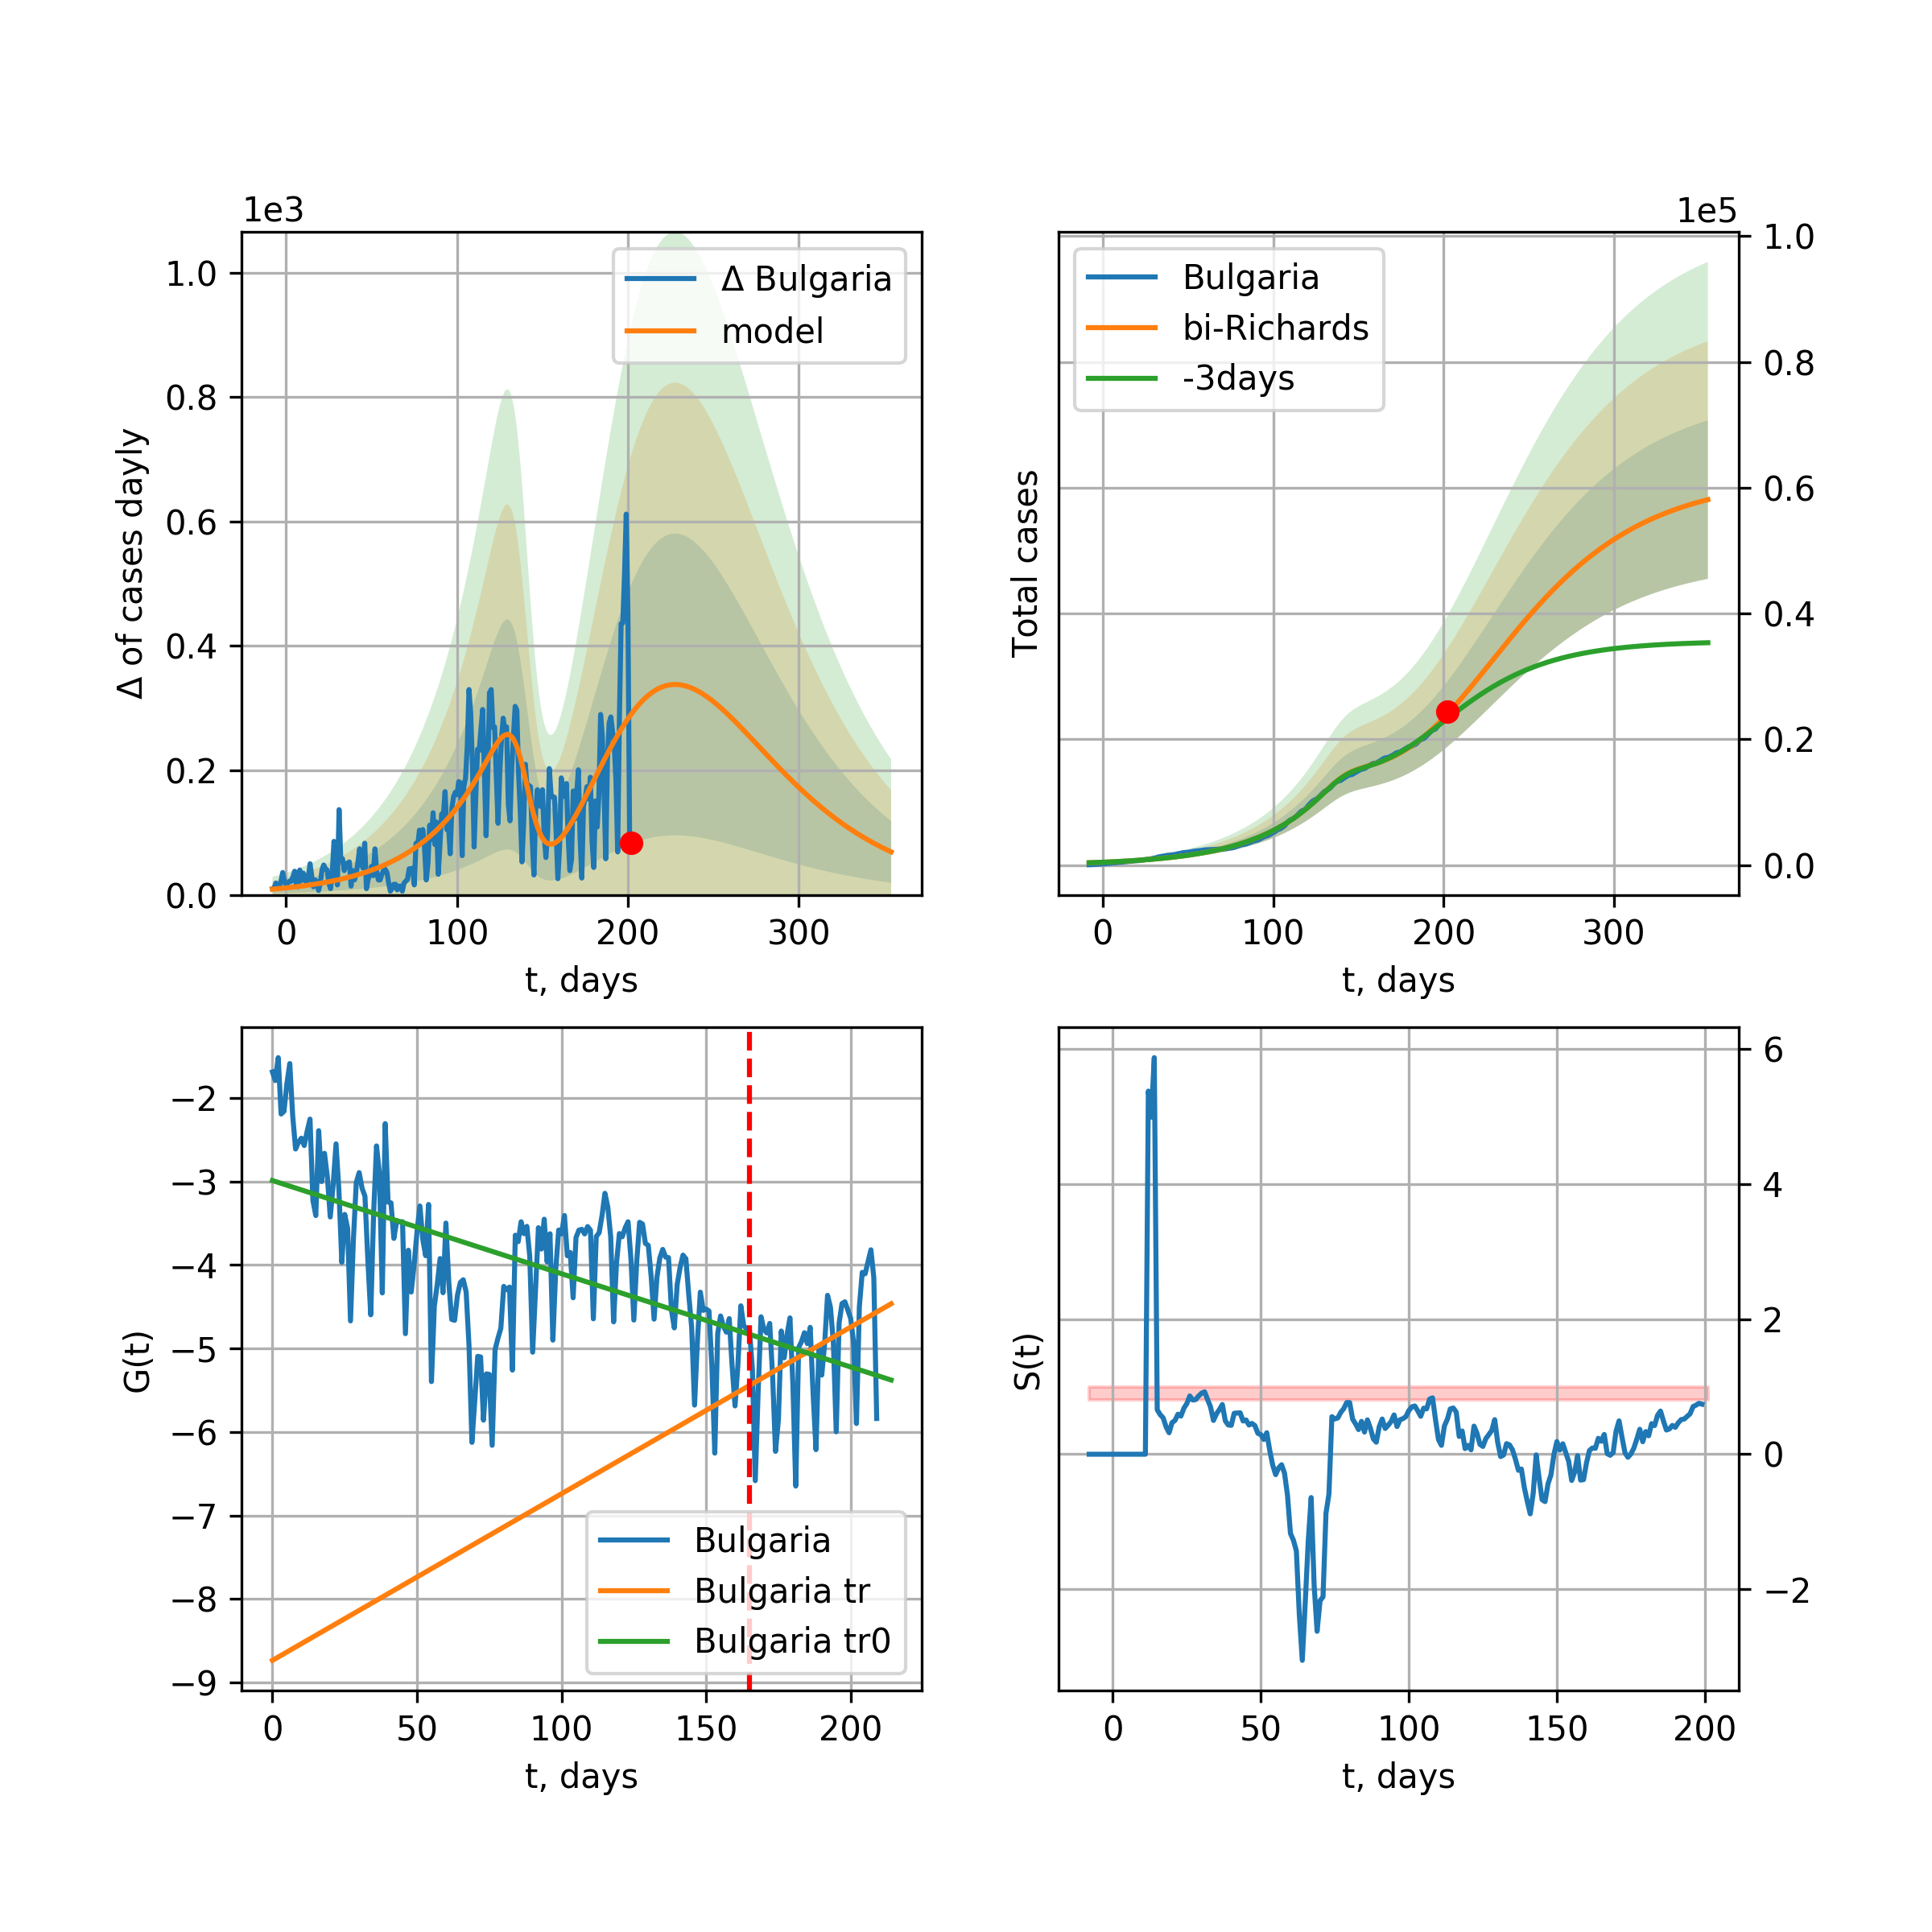 1e3
Δ of cases dayly
1.0
0.8
0.6
0.4
0.2
0.0
0 100 200 300
t, days
Δ Bulgaria
model
1e5
Total cases
1.0
0.8
0.6
0.4
0.2
0.0
0 100 200 300
t, days
Bulgaria
bi-Richards
-3days
G(t)
−2
−3
−4
−5
−6
−7
−8
−9
0 50 100 150 200
t, days
Bulgaria
Bulgaria tr
Bulgaria tr0
S(t)
6
4
2
0
−2
0 50 100 150 200
t, days